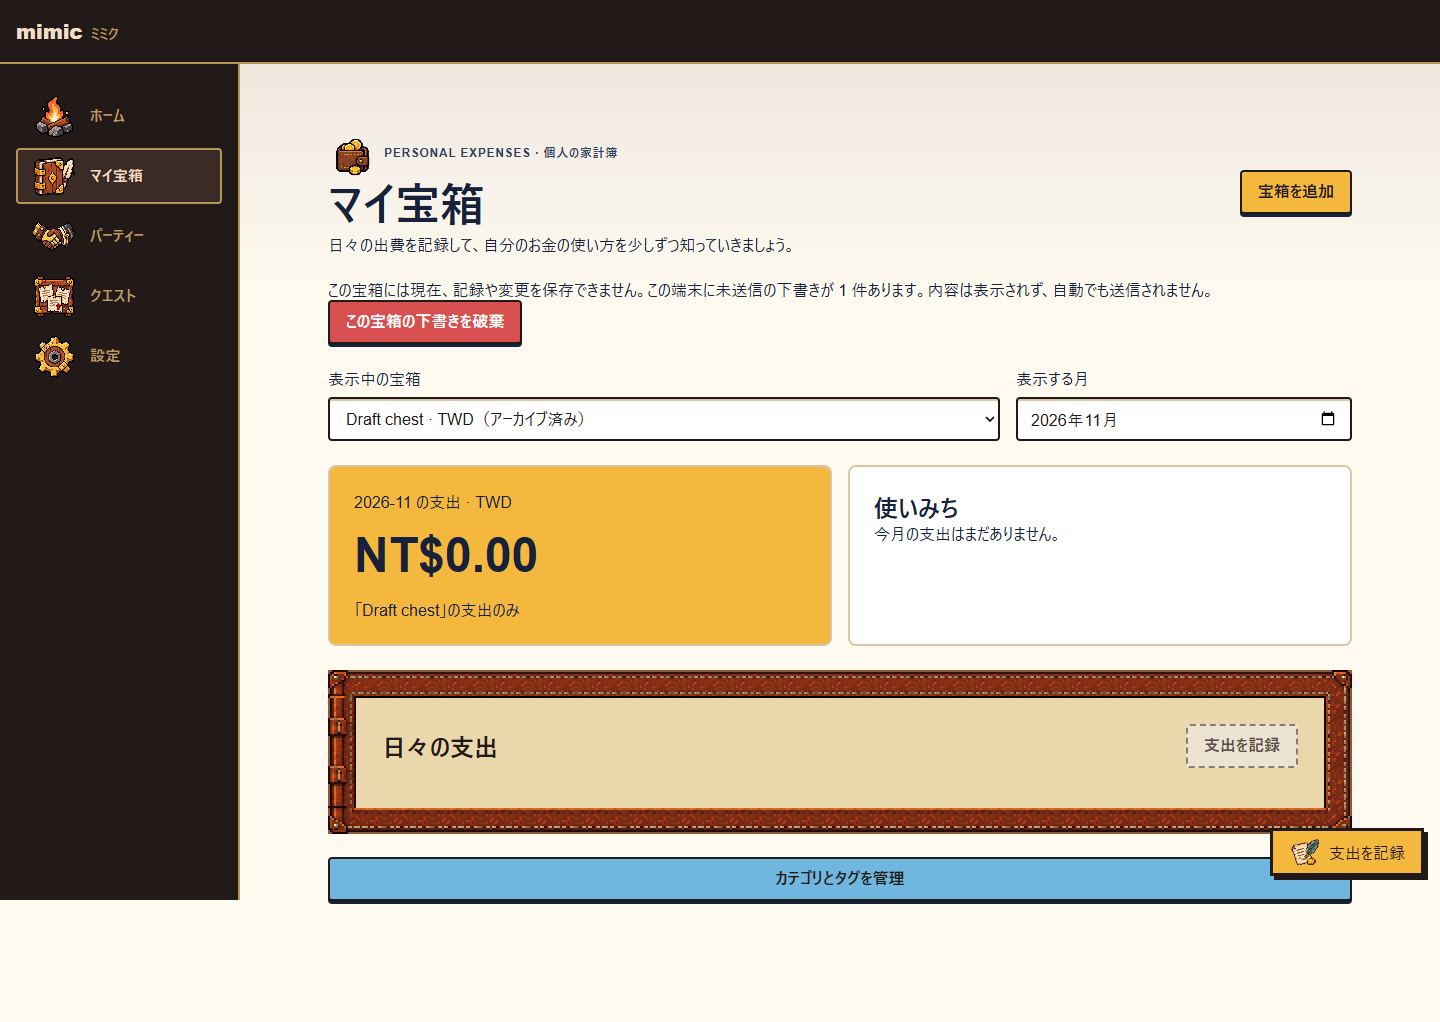 mimic ミミク
ホーム
マイ宝箱
パーティー
クエスト
設定
PERSONAL EXPENSES · 個人の家計簿
マイ宝箱
日々の出費を記録して、自分のお金の使い方を少しずつ知っていきましょう。
宝箱を追加
この宝箱には現在、記録や変更を保存できません。この端末に未送信の下書きが 1 件あります。内容は表示されず、自動でも送信されません。
この宝箱の下書きを破棄
表示中の宝箱
Draft chest · TWD（アーカイブ済み）
表示する月
2026年11月
2026-11 の支出 · TWD
NT$0.00
「Draft chest」の支出のみ
使いみち
今月の支出はまだありません。
日々の支出
支出を記録
支出を記録
カテゴリとタグを管理